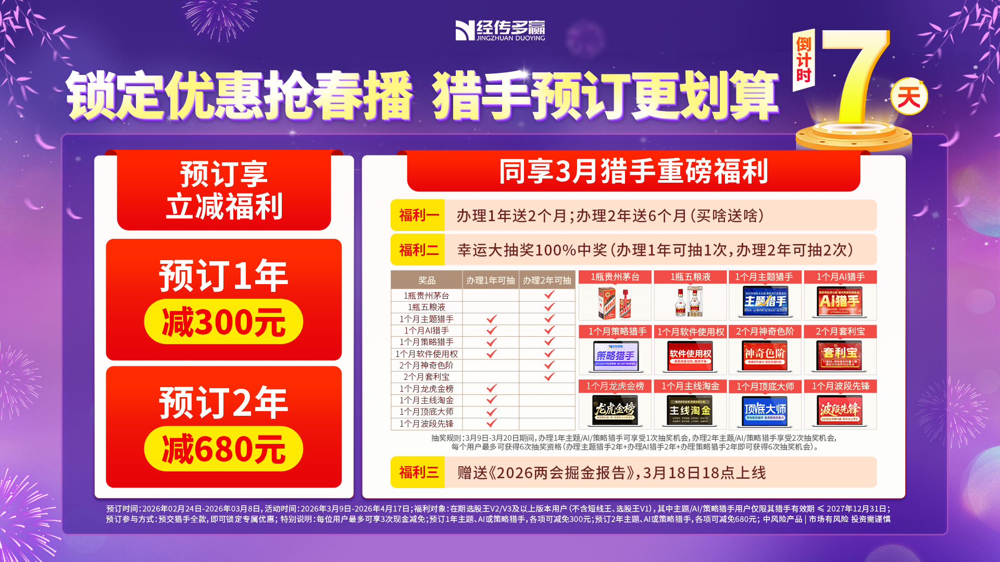 经传多赢
JINGZHUAN DUOYING
锁定优惠抢春播 猎手预订更划算
倒计时
7
天
预订享
立减福利
预订1年
减300元
预订2年
减680元
同享3月猎手重磅福利
福利一 办理1年送2个月;办理2年送6个月(买啥送啥)
福利二 幸运大抽奖100%中奖(办理1年可抽1次,办理2年可抽2次)
奖品 办理1年可抽 办理2年可抽
1瓶贵州茅台 ✓
1瓶五粮液 ✓
1个月主题猎手 ✓ ✓
1个月AI猎手 ✓ ✓
1个月策略猎手 ✓ ✓
1个月软件使用权 ✓ ✓
2个月神奇色阶 ✓
2个月套利宝 ✓
1个月龙虎金榜 ✓
1个月主线淘金 ✓
1个月顶底大师 ✓
1个月波段先锋 ✓
1瓶贵州茅台 1瓶五粮液 1个月主题猎手 1个月AI猎手
主题猎手
Ai猎手
1个月策略猎手 1个月软件使用权 2个月神奇色阶 2个月套利宝
经传多赢
策略猎手
软件使用权
神奇色阶
套利宝
1个月龙虎金榜 1个月主线淘金 1个月顶底大师 1个月波段先锋
龙虎金榜
主线淘金
顶底大师
波段先锋
抽奖规则:3月9日-3月20日期间,办理1年主题/AI/策略猎手可享受1次抽奖机会,办理2年主题/AI/策略猎手享受2次抽奖机会,
每个用户最多可获得6次抽奖资格(办理主题猎手2年+办理AI猎手2年+办理策略猎手2年即可获得6次抽奖机会)。
福利三 赠送《2026两会掘金报告》,3月18日18点上线
预订时间:2026年02月24日-2026年03月8日,活动时间:2026年3月9日-2026年4月17日;福利对象:在期选股王V2/V3及以上版本用户(不含短线王、选股王V1),其中主题/AI/策略猎手用户仅限其猎手有效期 ≤ 2027年12月31日;
预订参与方式:预交猎手全款,即可锁定专属优惠; 特别说明:每位用户最多可享3次现金减免;预订1年主题、AI或策略猎手,各项可减免300元;预订2年主题、AI或策略猎手,各项可减免680元; 中风险产品 | 市场有风险 投资需谨慎